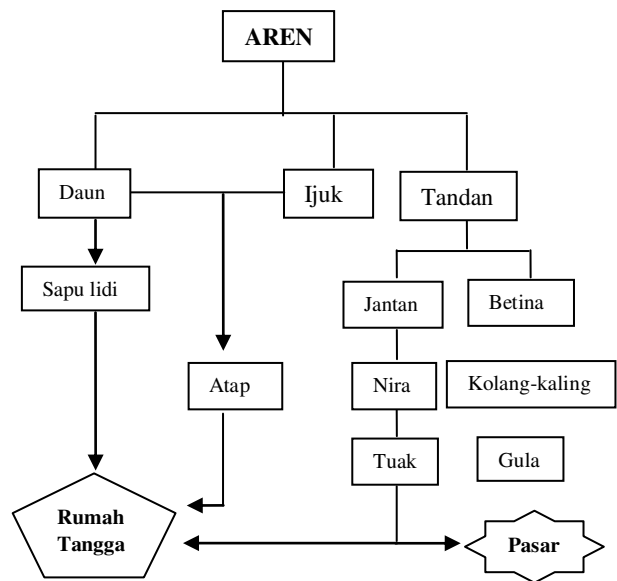 AREN
Daun
Ijuk
Tandan
Sapu lidi
Jantan
Betina
Atap
Nira
Kolang-kaling
Tuak
Gula
Rumah
Tangga
Pasar